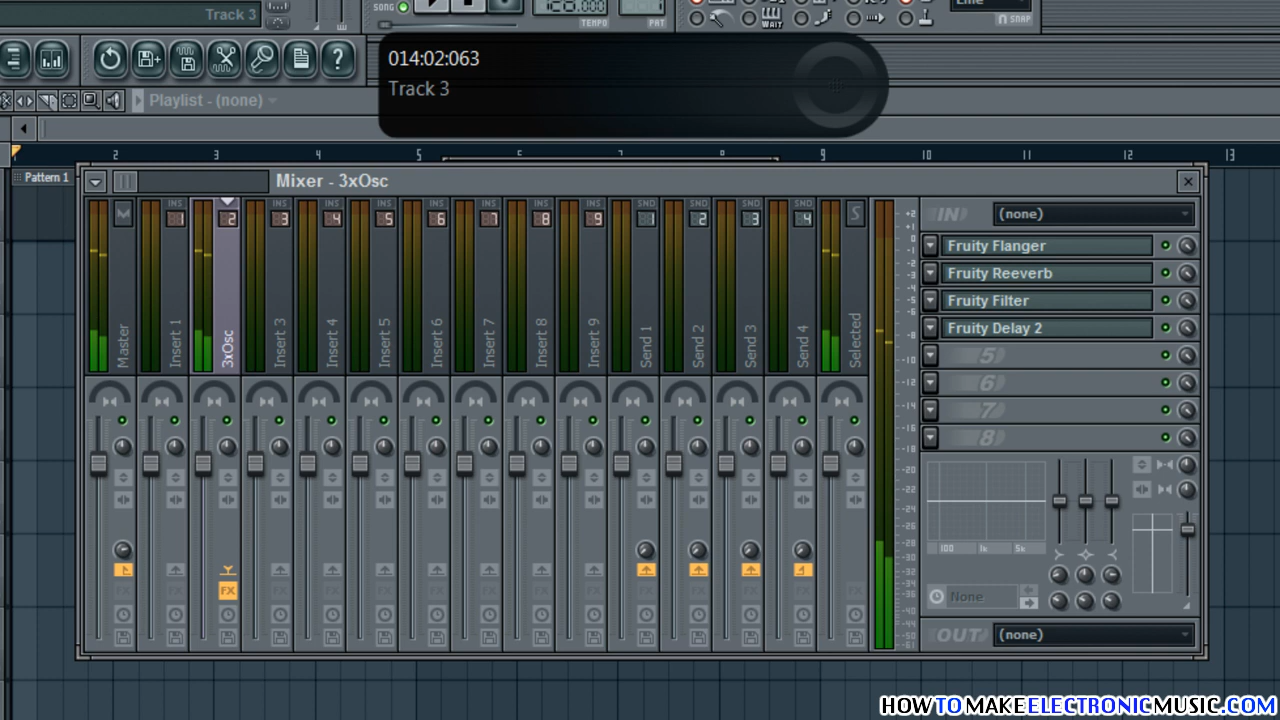 Track 3
SONG
TEMPO
PAT
WAIT
Line
SNAP
014:02:063
Track 3
Playlist - (none)
2 3 4 5 6 7 8 9 10 11 12 13
Pattern 1
Mixer - 3xOsc
INS INS INS INS INS INS INS INS INS SND SND SND SND
M 1 2 3 4 5 6 7 8 9 1 2 3 4 S
Master
Insert 1
3xOsc
Insert 3
Insert 4
Insert 5
Insert 6
Insert 7
Insert 8
Insert 9
Send 1
Send 2
Send 3
Send 4
Selected
FX
IN (none)
Fruity Flanger
Fruity Reeverb
Fruity Filter
Fruity Delay 2
5
6
7
8
100 1k 5k
None
OUT (none)
HOWTOMAKEELECTRONICMUSIC.COM